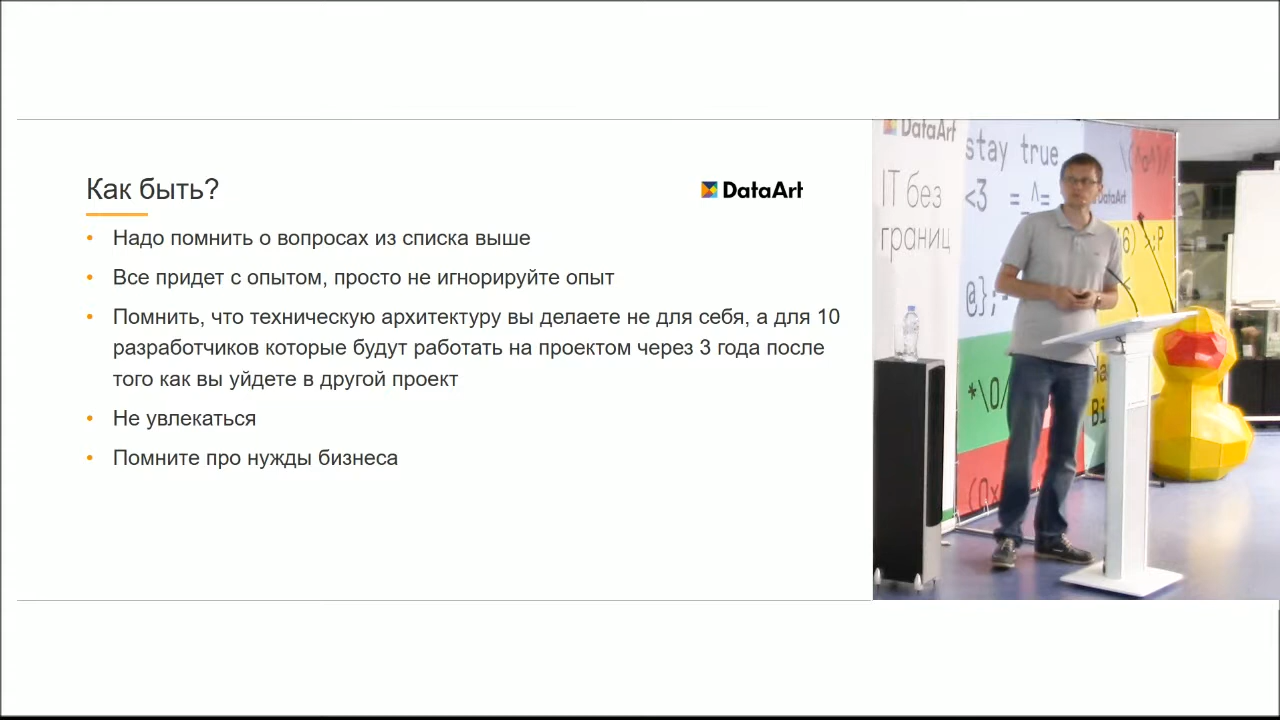 Как быть?
DataArt
Надо помнить о вопросах из списка выше
Все придет с опытом, просто не игнорируйте опыт
Помнить, что техническую архитектуру вы делаете не для себя, а для 10
разработчиков которые будут работать на проектом через 3 года после
того как вы уйдете в другой проект
Не увлекаться
Помните про нужды бизнеса
DataArt
IT без
границ
stay true
<3 =_^=
\(^o^)/
DataArt
*\O/